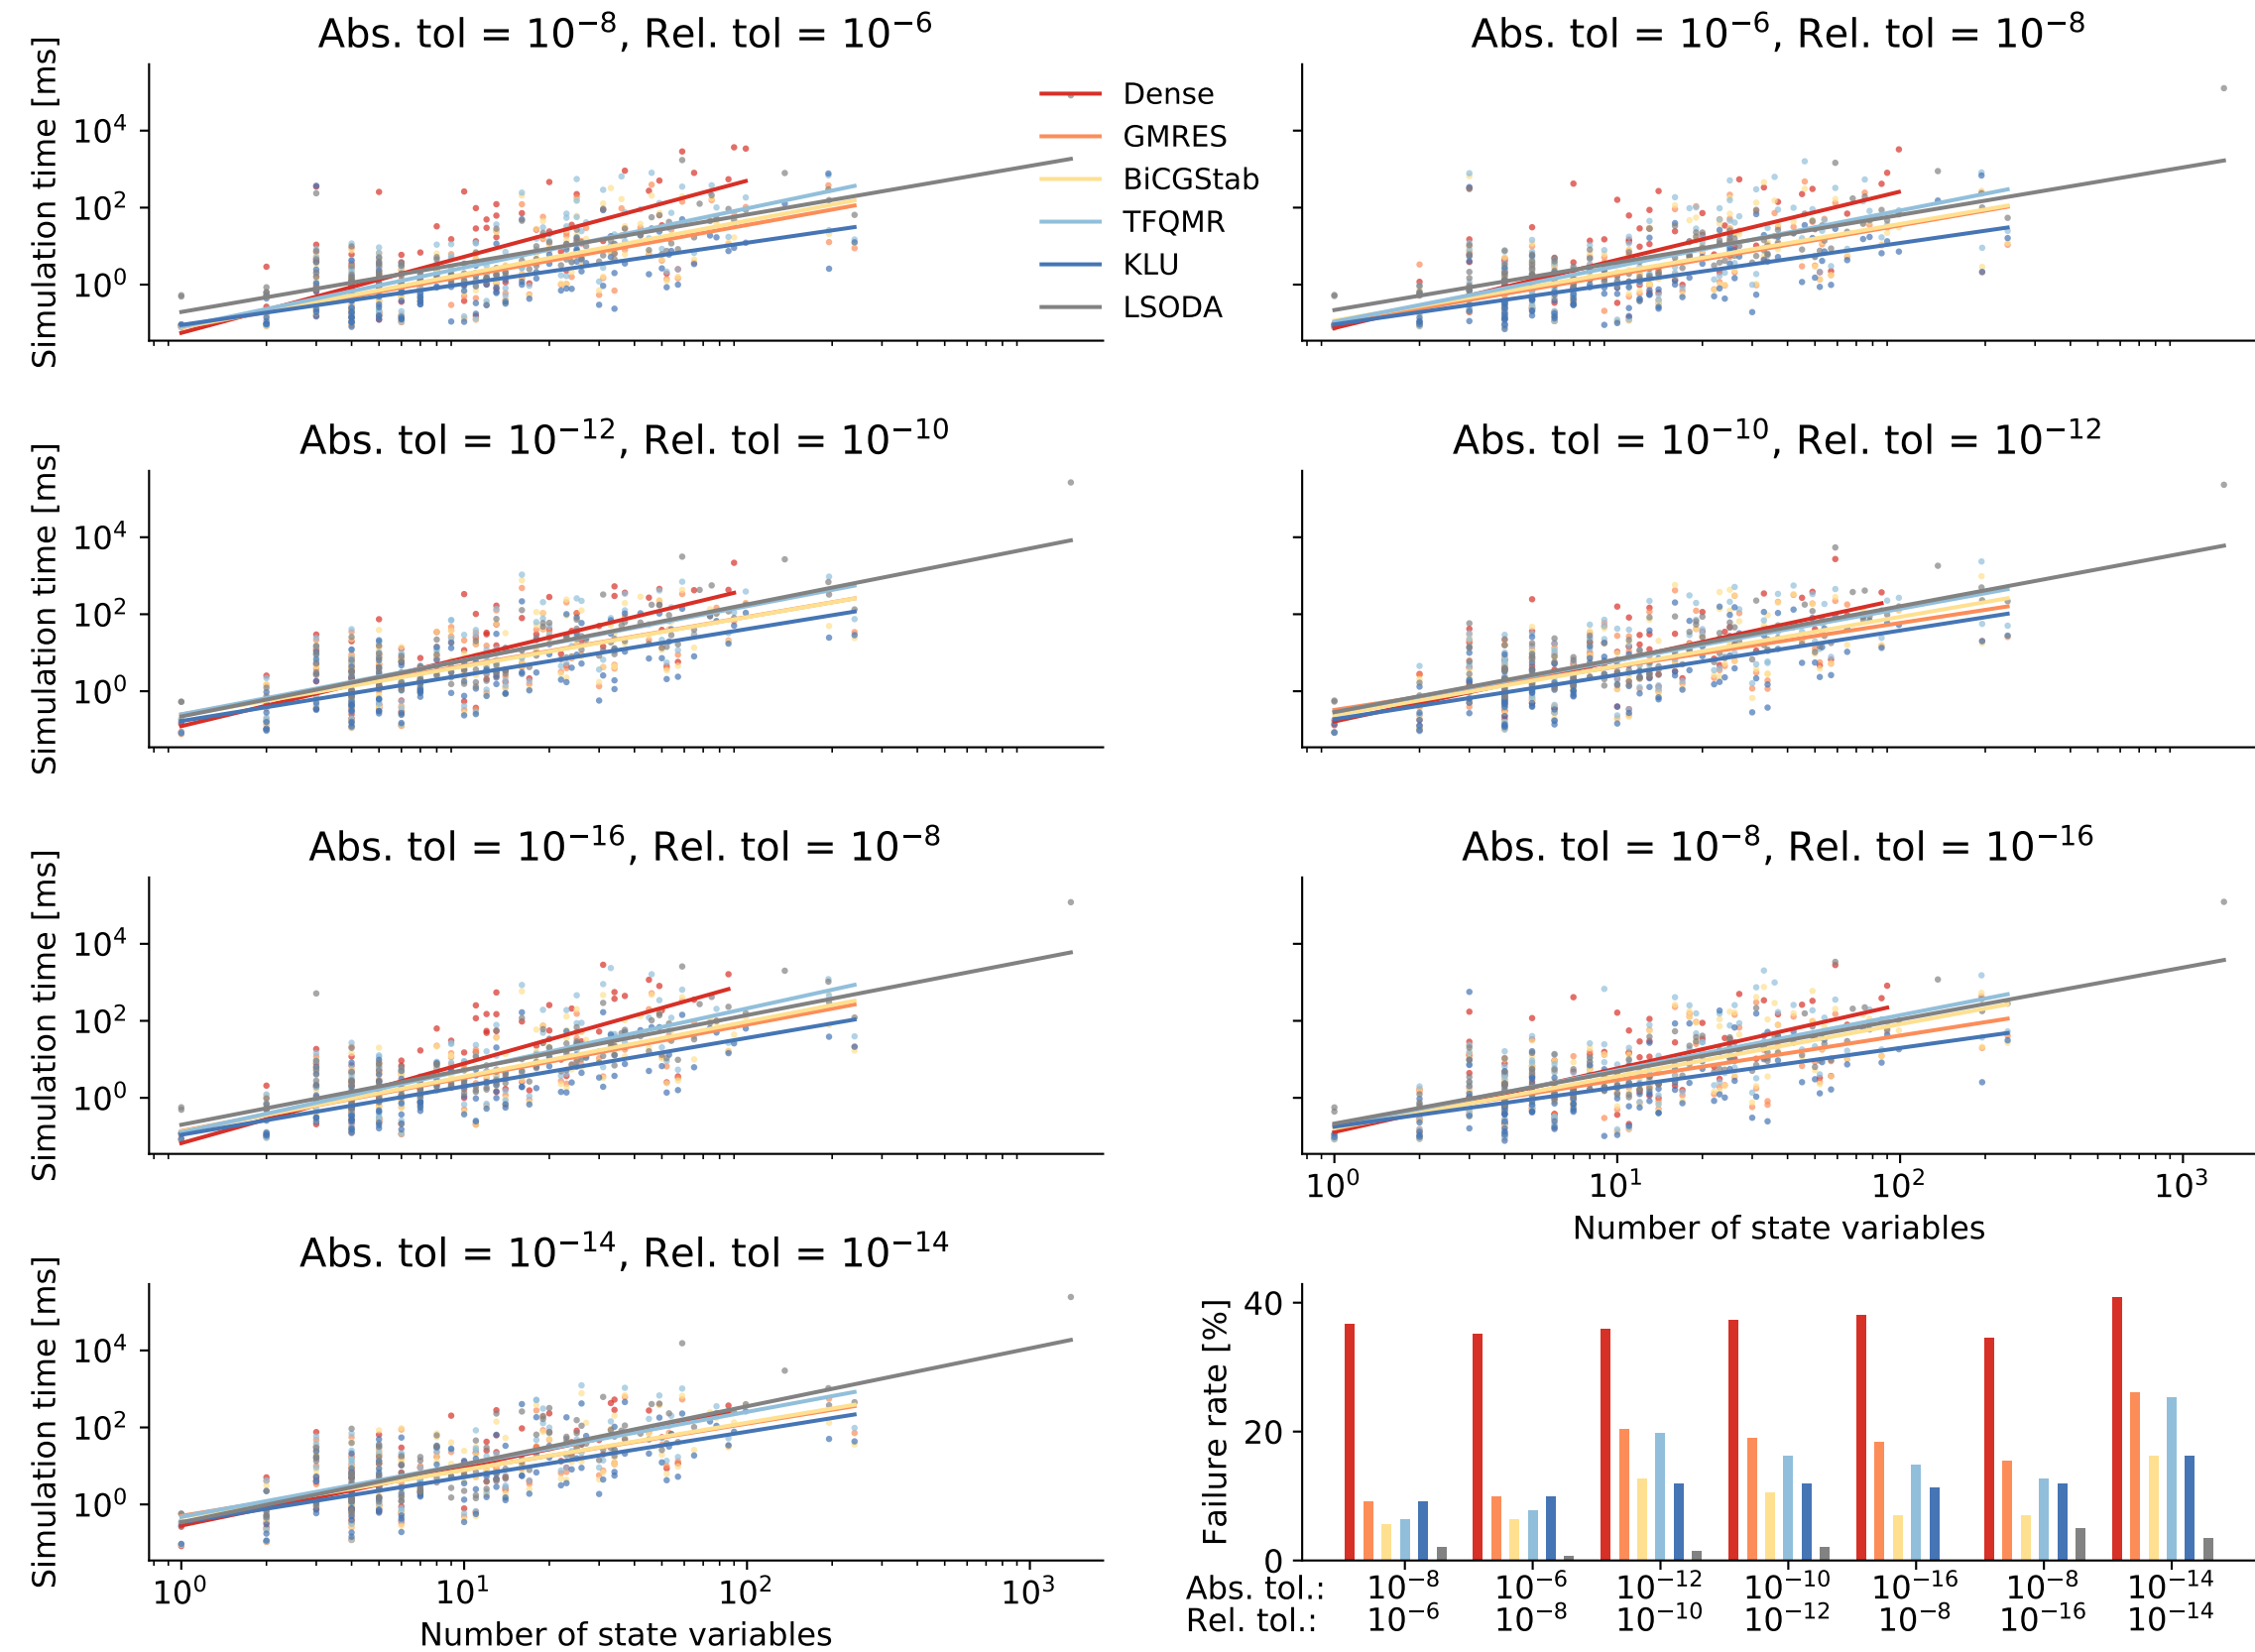 Abs. tol = 10⁻⁸, Rel. tol = 10⁻⁶
Abs. tol = 10⁻⁶, Rel. tol = 10⁻⁸
Simulation time [ms]
10⁴
10²
10⁰
Dense
GMRES
BiCGStab
TFQMR
KLU
LSODA
Abs. tol = 10⁻¹², Rel. tol = 10⁻¹⁰
Abs. tol = 10⁻¹⁰, Rel. tol = 10⁻¹²
Simulation time [ms]
10⁴
10²
10⁰
Abs. tol = 10⁻¹⁶, Rel. tol = 10⁻⁸
Abs. tol = 10⁻⁸, Rel. tol = 10⁻¹⁶
Simulation time [ms]
10⁴
10²
10⁰
10⁰ 10¹ 10² 10³
Number of state variables
Abs. tol = 10⁻¹⁴, Rel. tol = 10⁻¹⁴
Simulation time [ms]
10⁴
10²
10⁰
10⁰ 10¹ 10² 10³
Number of state variables
Failure rate [%]
40
20
0
Abs. tol.: 10⁻⁸ 10⁻⁶ 10⁻¹² 10⁻¹⁰ 10⁻¹⁶ 10⁻⁸ 10⁻¹⁴
Rel. tol.: 10⁻⁶ 10⁻⁸ 10⁻¹⁰ 10⁻¹² 10⁻⁸ 10⁻¹⁶ 10⁻¹⁴